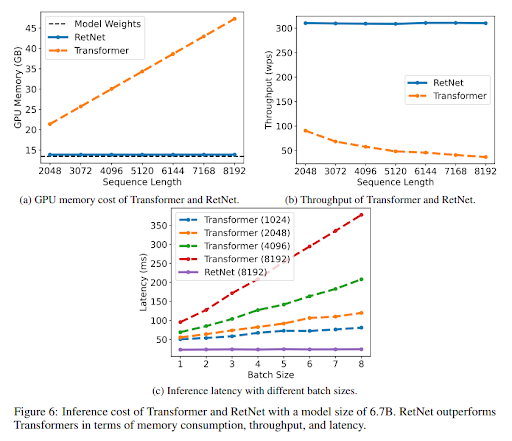 45
40
35
30
25
20
15
GPU Memory (GB)
Model Weights
RetNet
Transformer
2048 3072 4096 5120 6144 7168 8192
Sequence Length
(a) GPU memory cost of Transformer and RetNet.
300
250
200
150
100
50
Throughput (wps)
RetNet
Transformer
2048 3072 4096 5120 6144 7168 8192
Sequence Length
(b) Throughput of Transformer and RetNet.
350
300
250
200
150
100
50
Latency (ms)
Transformer (1024)
Transformer (2048)
Transformer (4096)
Transformer (8192)
RetNet (8192)
1 2 3 4 5 6 7 8
Batch Size
(c) Inference latency with different batch sizes.
Figure 6: Inference cost of Transformer and RetNet with a model size of 6.7B. RetNet outperforms
Transformers in terms of memory consumption, throughput, and latency.